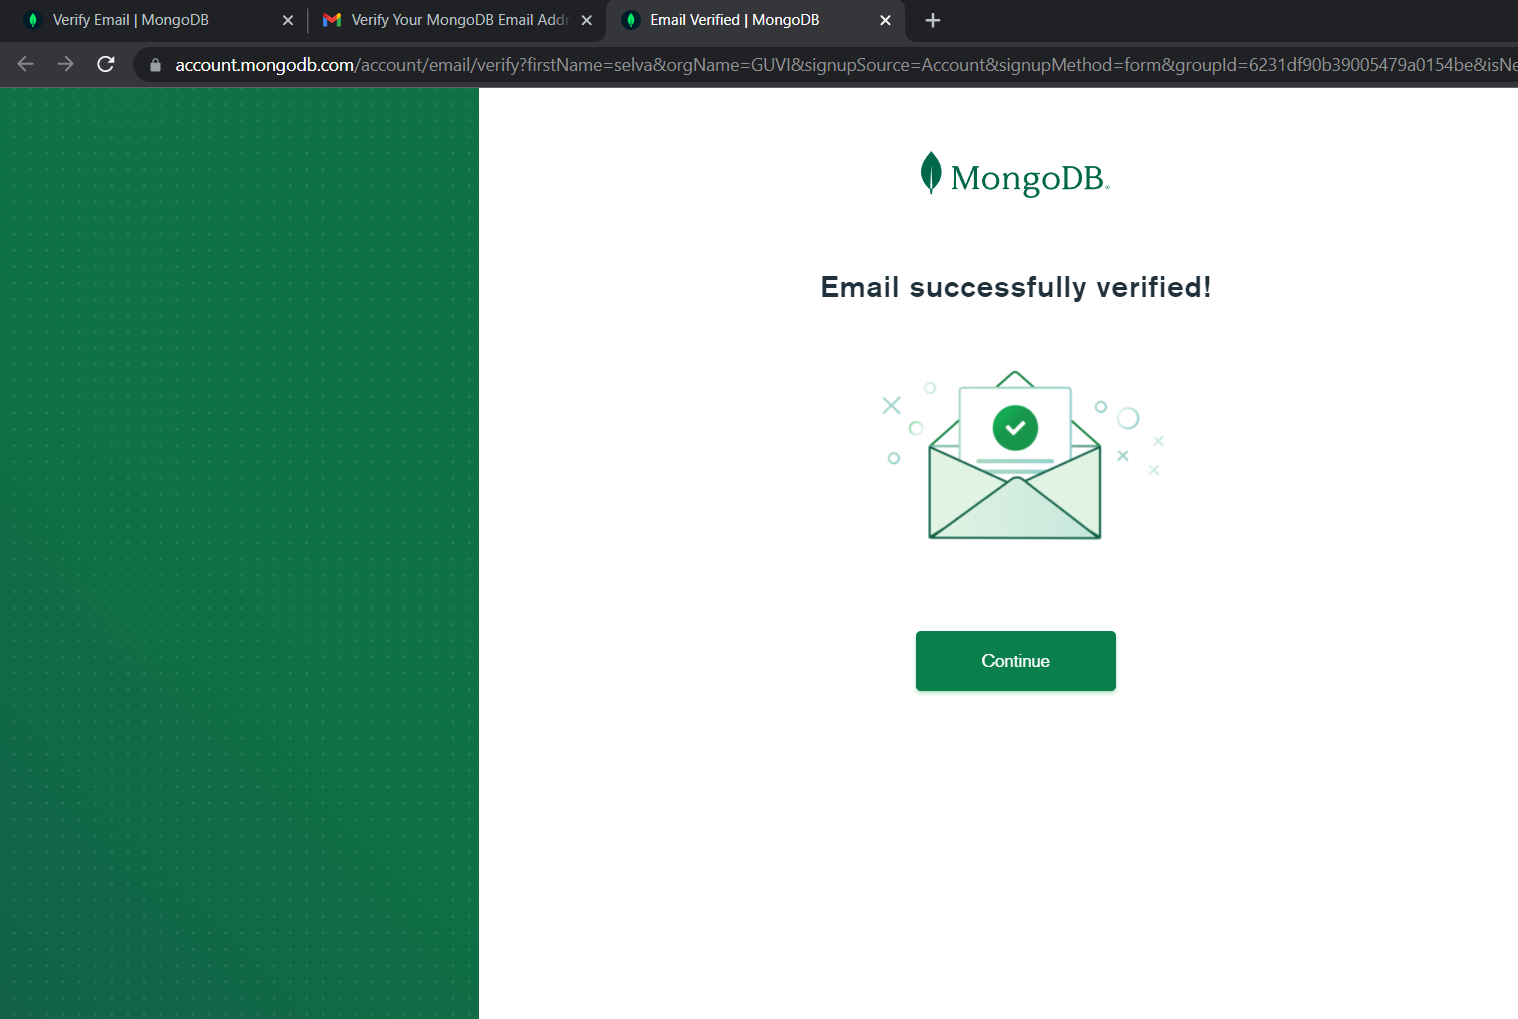 Verify Email | MongoDB
Verify Your MongoDB Email Addr
Email Verified | MongoDB
account.mongodb.com/account/email/verify?firstName=selva&orgName=GUVI&signupSource=Account&signupMethod=form&groupId=6231df90b39005479a0154be&isNe
MongoDB®
Email successfully verified!
Continue